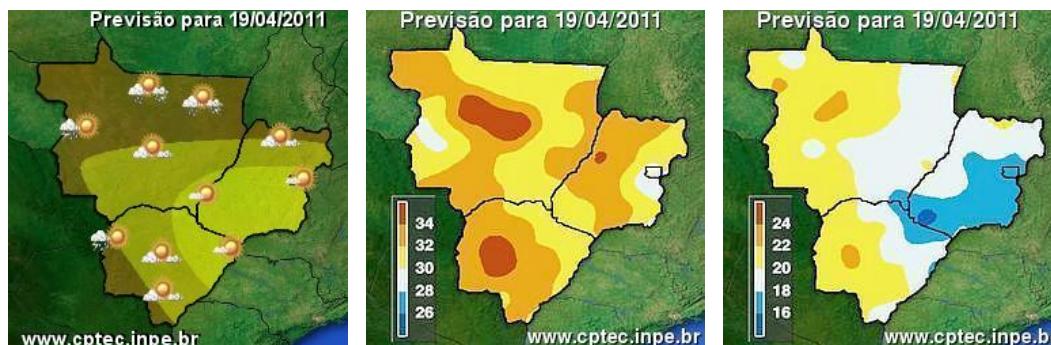 Previsão para 19/04/2011
www.cptec.inpe.br
Previsão para 19/04/2011
34
32
30
28
26
www.cptec.inpe.br
Previsão para 19/04/2011
24
22
20
18
16
www.cptec.inpe.b